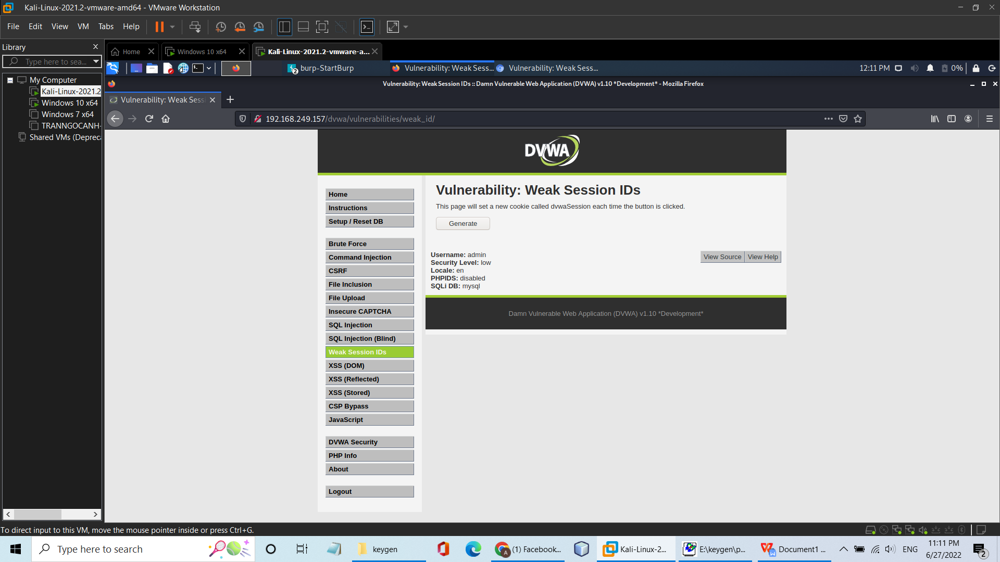 Kali-Linux-2021.2-vmware-amd64 - VMware Workstation
File Edit View VM Tabs Help
Library
Type here to sea...
My Computer
Kali-Linux-2021.2
Windows 10 x64
Windows 7 x64
TRANNGOCANH-
Shared VMs (Depreca
Home
Windows 10 x64
Kali-Linux-2021.2-vmware-a...
2
burp-StartBurp
Vulnerability: Weak Sess...
Vulnerability: Weak Sess...
12:11 PM
0%
Vulnerability: Weak Session IDs :: Damn Vulnerable Web Application (DVWA) v1.10 *Development* - Mozilla Firefox
Vulnerability: Weak Sess
192.168.249.157/dvwa/vulnerabilities/weak_id/
DVWA
Home
Instructions
Setup / Reset DB
Brute Force
Command Injection
CSRF
File Inclusion
File Upload
Insecure CAPTCHA
SQL Injection
SQL Injection (Blind)
Weak Session IDs
XSS (DOM)
XSS (Reflected)
XSS (Stored)
CSP Bypass
JavaScript
DVWA Security
PHP Info
About
Logout
Vulnerability: Weak Session IDs
This page will set a new cookie called dvwaSession each time the button is clicked.
Generate
Username: admin
Security Level: low
Locale: en
PHPIDS: disabled
SQLi DB: mysql
View Source
View Help
Damn Vulnerable Web Application (DVWA) v1.10 *Development*
To direct input to this VM, move the mouse pointer inside or press Ctrl+G.
Type here to search
keygen
(1) Facebook...
Kali-Linux-2...
E:\keygen\p...
Document1 ...
ENG
11:11 PM
6/27/2022
2